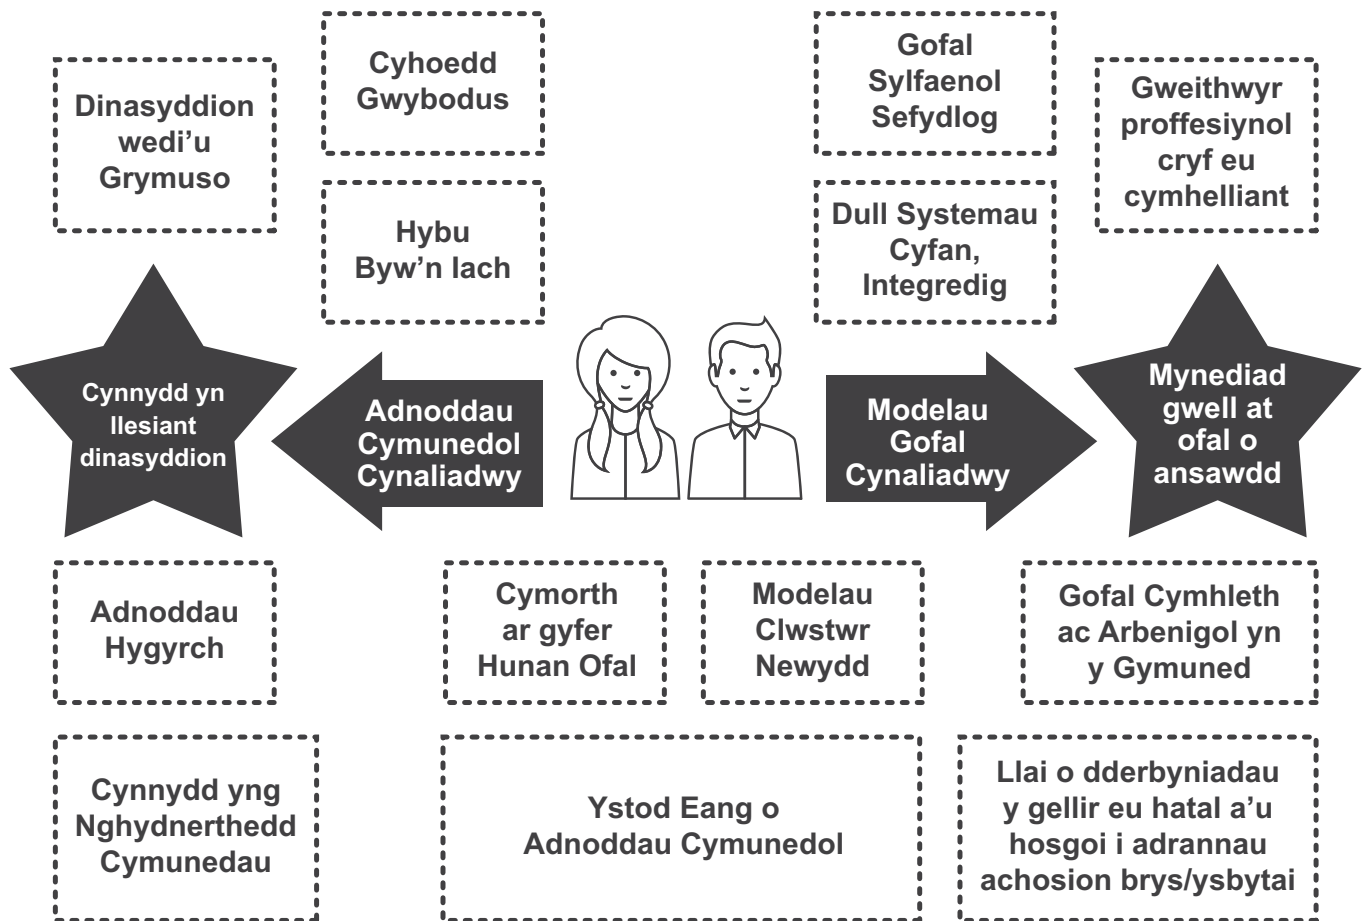 Dinasyddion
wedi’u
Grymuso
Cyhoedd
Gwybodus
Gofal
Sylfaenol
Sefydlog
Gweithwyr
proffesiynol
cryf eu
cymhelliant
Hybu
Byw’n Iach
Dull Systemau
Cyfan,
Integredig
Cynnydd yn
llesiant
dinasyddion
Adnoddau
Cymunedol
Cynaliadwy
Modelau
Gofal
Cynaliadwy
Mynediad
gwell at
ofal o
ansawdd
Adnoddau
Hygyrch
Cymorth
ar gyfer
Hunan Ofal
Modelau
Clwstwr
Newydd
Gofal Cymhleth
ac Arbenigol yn
y Gymuned
Cynnydd yng
Nghydnerthedd
Cymunedau
Ystod Eang o
Adnoddau Cymunedol
Llai o dderbyniadau
y gellir eu hatal a’u
hosgoi i adrannau
achosion brys/ysbytai